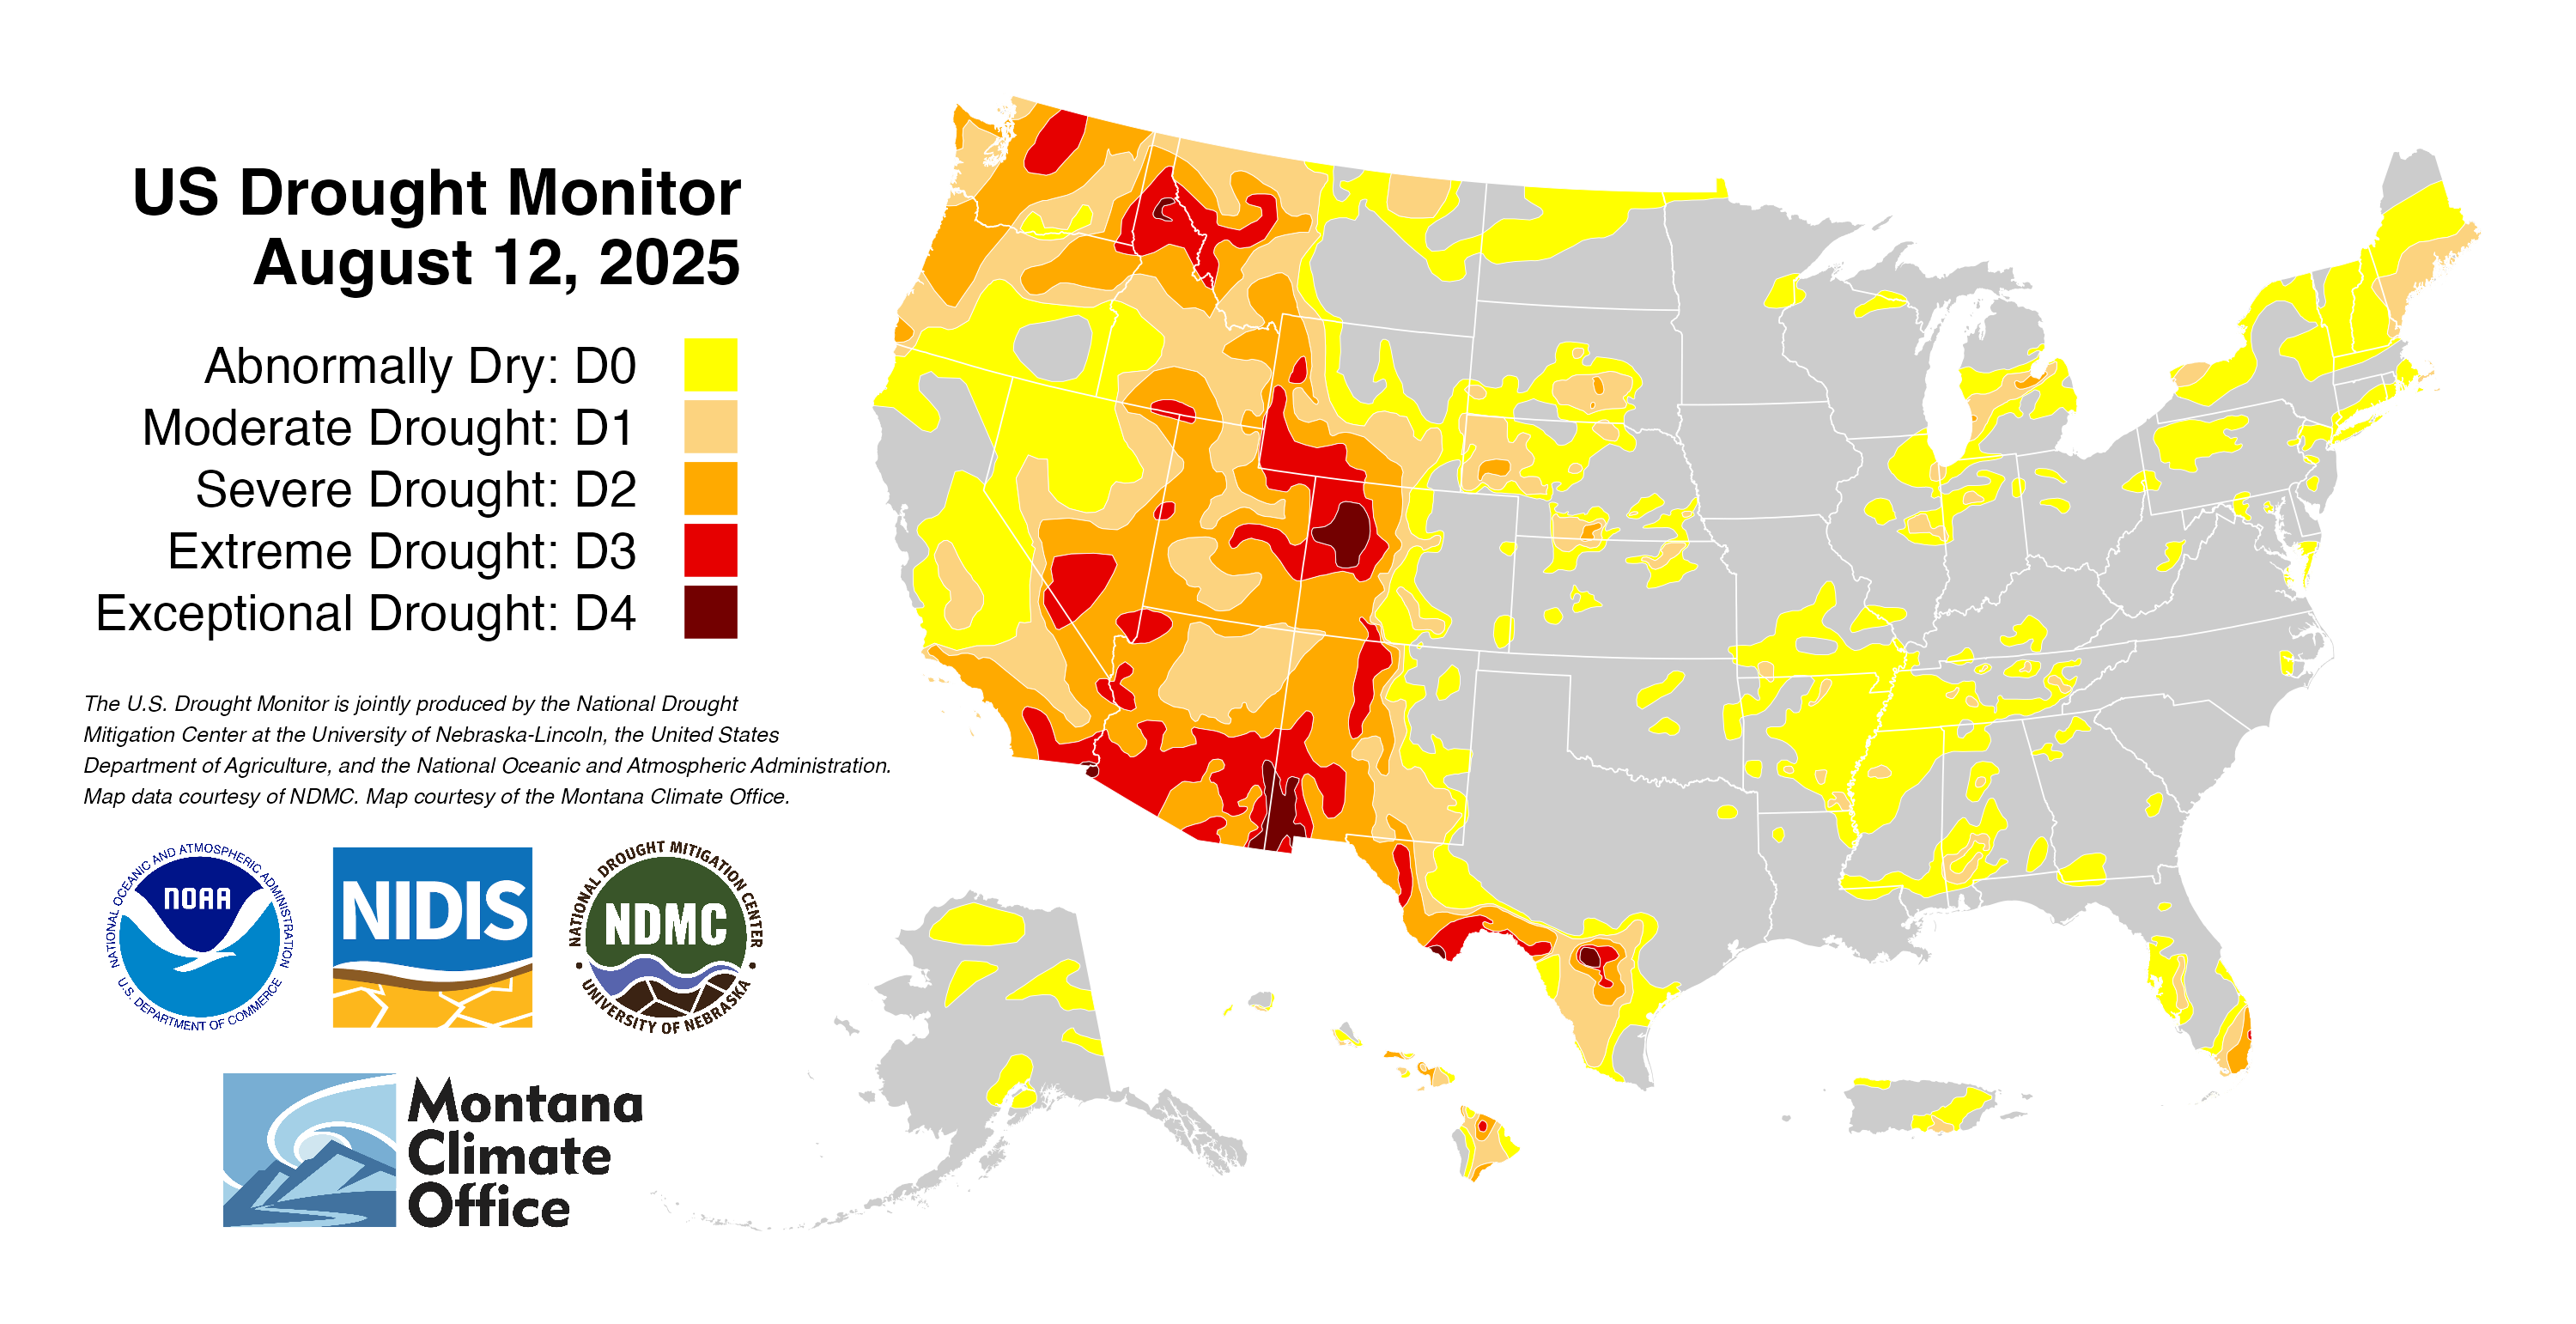 US Drought Monitor
August 12, 2025
Abnormally Dry: D0
Moderate Drought: D1
Severe Drought: D2
Extreme Drought: D3
Exceptional Drought: D4
The U.S. Drought Monitor is jointly produced by the National Drought
Mitigation Center at the University of Nebraska-Lincoln, the United States
Department of Agriculture, and the National Oceanic and Atmospheric Administration.
Map data courtesy of NDMC. Map courtesy of the Montana Climate Office.
NATIONAL OCEANIC AND ATMOSPHERIC ADMINISTRATION
NOAA
U.S. DEPARTMENT OF COMMERCE
NIDIS
NATIONAL DROUGHT MITIGATION CENTER
NDMC
UNIVERSITY OF NEBRASKA
Montana
Climate
Office